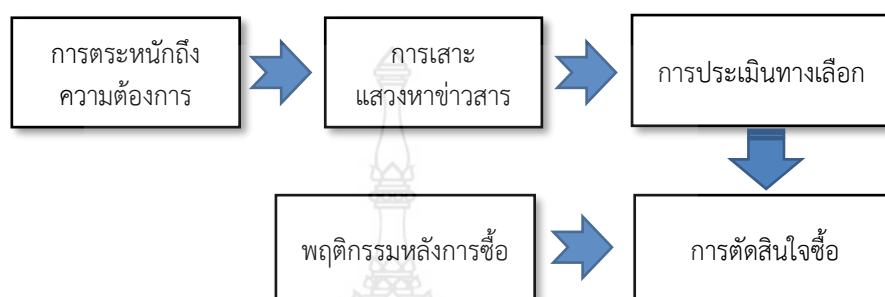 การตระหนักถึง
ความต้องการ
การเสาะ
แสวงหาข่าวสาร
การประเมินทางเลือก
พฤติกรรมหลังการซื้อ
การตัดสินใจซื้อ